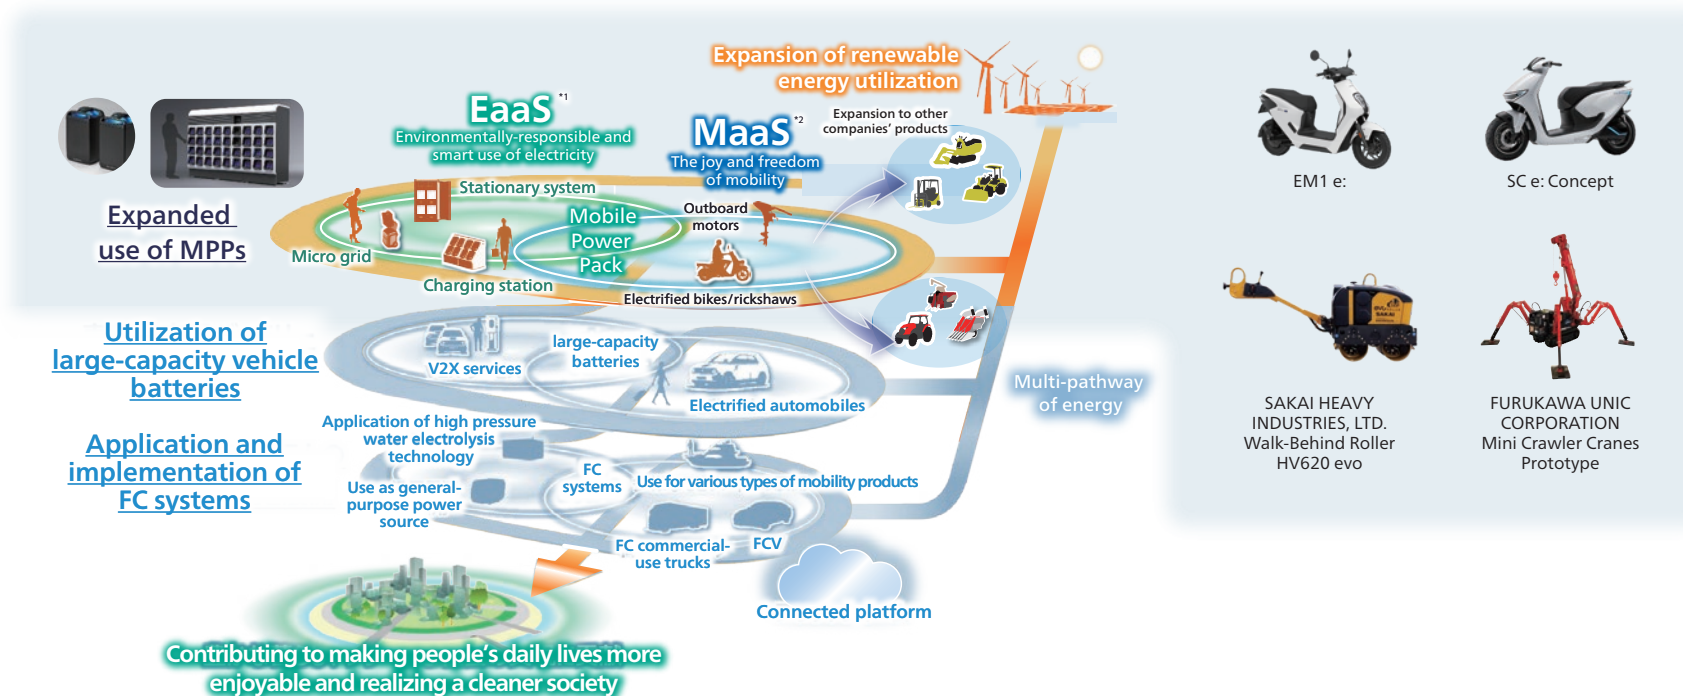 Expansion of renewable
energy utilization
EaaS *1
Environmentally-responsible and
smart use of electricity
MaaS *2
The joy and freedom
of mobility
Expansion to other
companies’ products
Expanded
use of MPPs
Stationary system
Mobile
Power
Pack
Outboard
motors
Micro grid
Charging station
Electrified bikes/rickshaws
Utilization of
large-capacity vehicle
batteries
V2X services
large-capacity
batteries
Electrified automobiles
Multi-pathway
of energy
Application and
implementation of
FC systems
Application of high pressure
water electrolysis
technology
Use as general-
purpose power
source
FC
systems
Use for various types of mobility products
FC commercial-
use trucks
FCV
Connected platform
Contributing to making people’s daily lives more
enjoyable and realizing a cleaner society
EM1 e:
SC e: Concept
SAKAI
SAKAI HEAVY
INDUSTRIES, LTD.
Walk-Behind Roller
HV620 evo
FURUKAWA UNIC
CORPORATION
Mini Crawler Cranes
Prototype